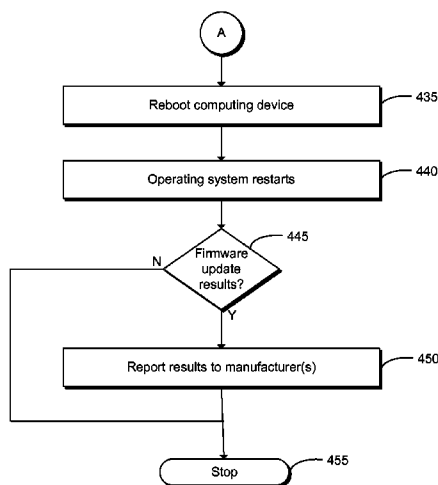 A
Reboot computing device
435
Operating system restarts
440
445
Firmware
update
results?
N
Y
Report results to manufacturer(s)
450
Stop
455